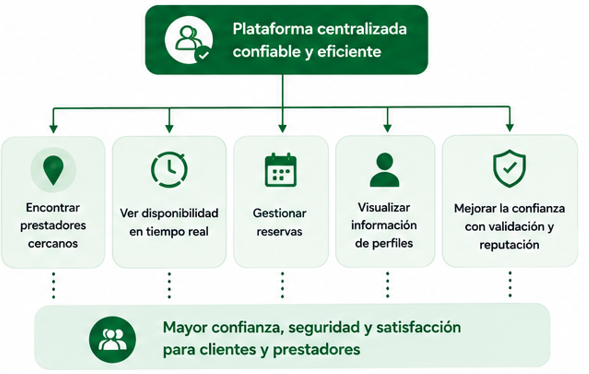 Plataforma centralizada
confiable y eficiente
Encontrar
prestadores
cercanos
Ver disponibilidad
en tiempo real
Gestionar
reservas
Visualizar
información
de perfiles
Mejorar la confianza
con validación y
reputación
Mayor confianza, seguridad y satisfacción
para clientes y prestadores